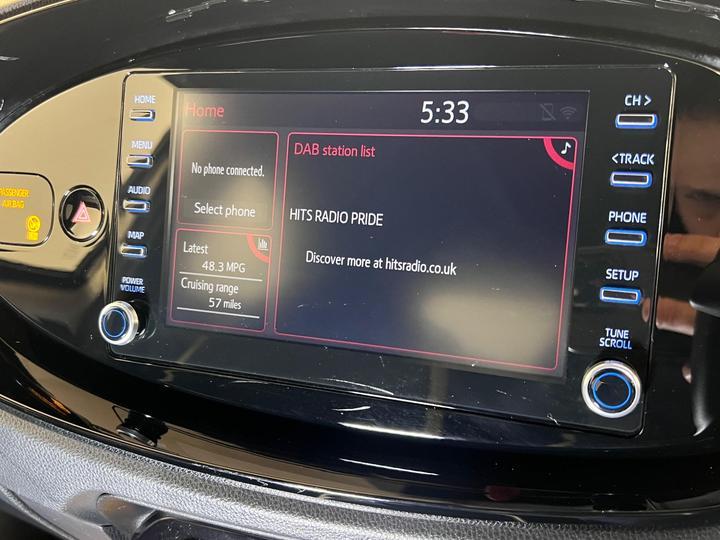 HOME
MENU
AUDIO
MAP
POWER
VOLUME
PASSENGER
AIRBAG
Home
5:33
No phone connected.
Select phone
Latest
48.3 MPG
Cruising range
57 miles
DAB station list
HITS RADIO PRIDE
Discover more at hitsradio.co.uk
CH >
< TRACK
PHONE
SETUP
TUNE
SCROLL